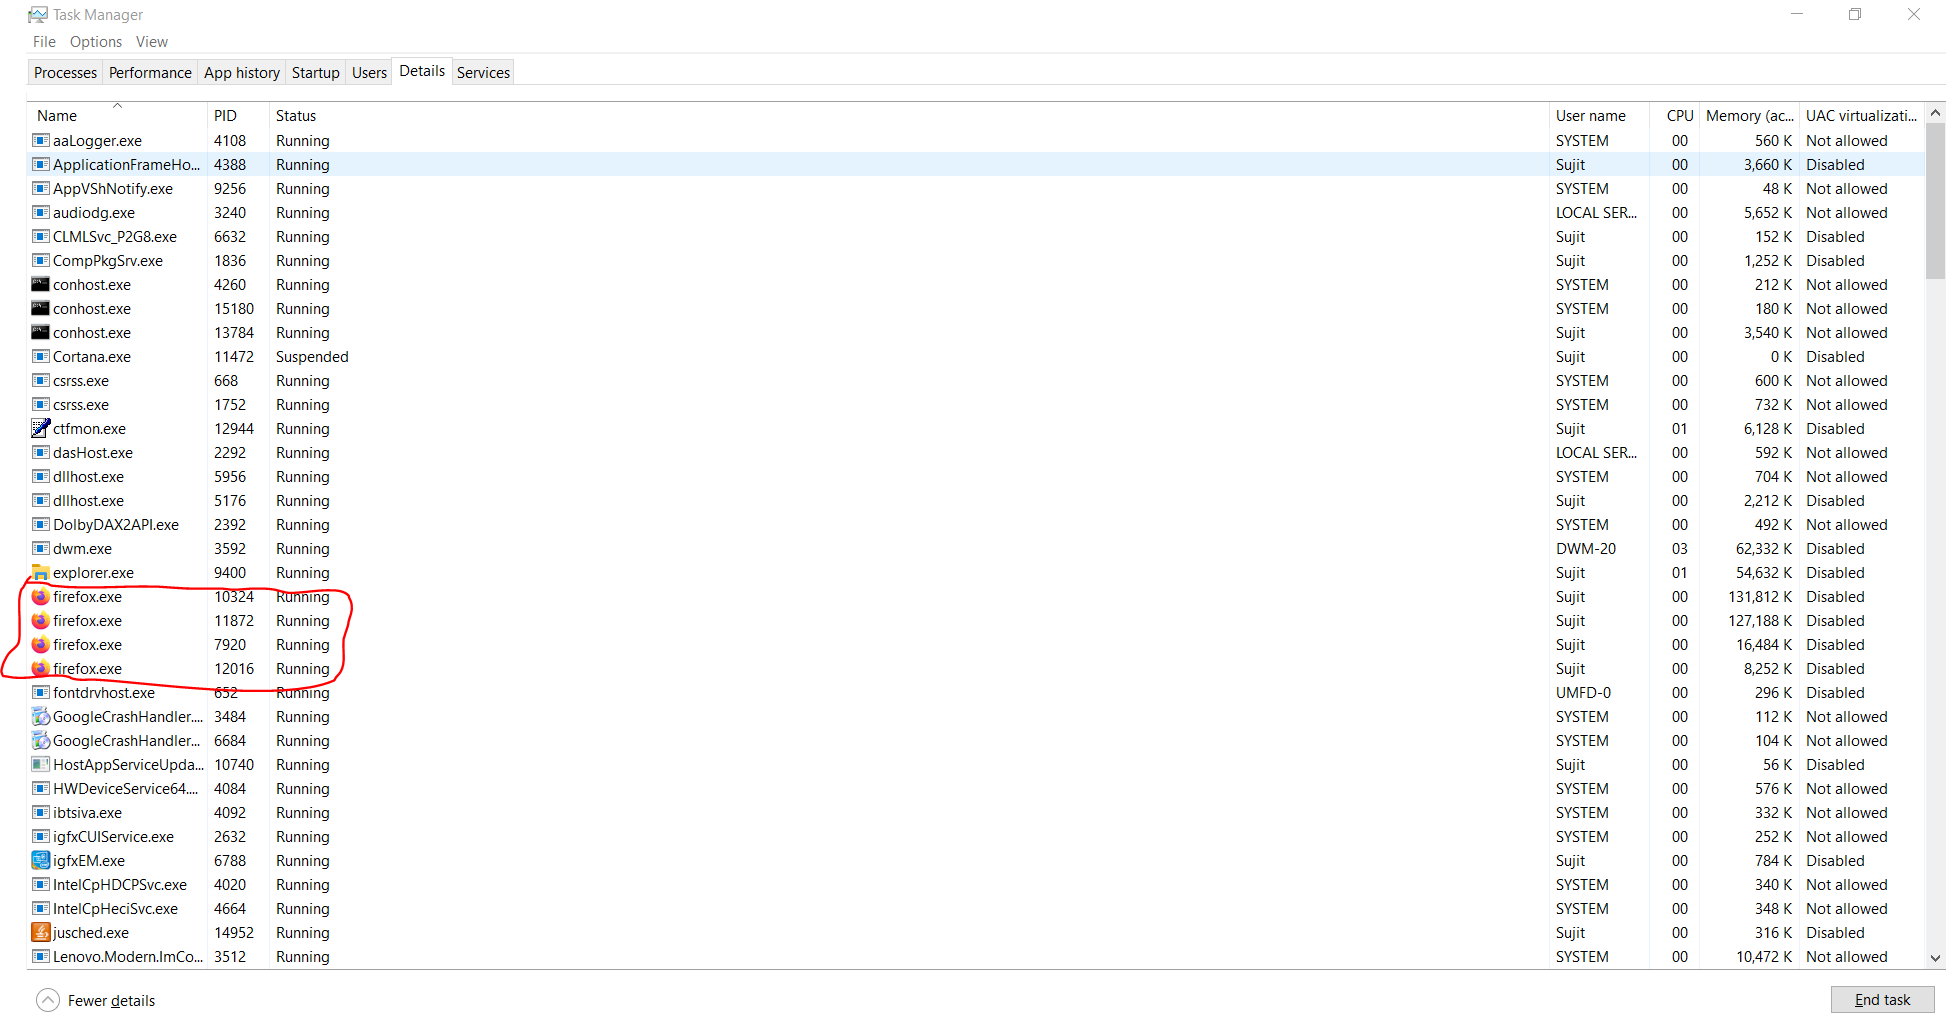 Task Manager
File Options View
Processes Performance App history Startup Users Details Services
Name PID Status User name CPU Memory (ac... UAC virtualizati...
aaLogger.exe 4108 Running SYSTEM 00 560 K Not allowed
ApplicationFrameHo... 4388 Running Sujit 00 3,660 K Disabled
AppVShNotify.exe 9256 Running SYSTEM 00 48 K Not allowed
audiodg.exe 3240 Running LOCAL SER... 00 5,652 K Not allowed
CLMLSvc_P2G8.exe 6632 Running Sujit 00 152 K Disabled
CompPkgSrv.exe 1836 Running Sujit 00 1,252 K Disabled
conhost.exe 4260 Running SYSTEM 00 212 K Not allowed
conhost.exe 15180 Running SYSTEM 00 180 K Not allowed
conhost.exe 13784 Running Sujit 00 3,540 K Not allowed
Cortana.exe 11472 Suspended Sujit 00 0 K Disabled
csrss.exe 668 Running SYSTEM 00 600 K Not allowed
csrss.exe 1752 Running SYSTEM 00 732 K Not allowed
ctfmon.exe 12944 Running Sujit 01 6,128 K Disabled
dasHost.exe 2292 Running LOCAL SER... 00 592 K Not allowed
dllhost.exe 5956 Running SYSTEM 00 704 K Not allowed
dllhost.exe 5176 Running Sujit 00 2,212 K Disabled
DolbyDAX2API.exe 2392 Running SYSTEM 00 492 K Not allowed
dwm.exe 3592 Running DWM-20 03 62,332 K Disabled
explorer.exe 9400 Running Sujit 01 54,632 K Disabled
firefox.exe 10324 Running Sujit 00 131,812 K Disabled
firefox.exe 11872 Running Sujit 00 127,188 K Disabled
firefox.exe 7920 Running Sujit 00 16,484 K Disabled
firefox.exe 12016 Running Sujit 00 8,252 K Disabled
fontdrvhost.exe 652 Running UMFD-0 00 296 K Disabled
GoogleCrashHandler.... 3484 Running SYSTEM 00 112 K Not allowed
GoogleCrashHandler... 6684 Running SYSTEM 00 104 K Not allowed
HostAppServiceUpda... 10740 Running Sujit 00 56 K Disabled
HWDeviceService64.... 4084 Running SYSTEM 00 576 K Not allowed
ibtsiva.exe 4092 Running SYSTEM 00 332 K Not allowed
igfxCUIService.exe 2632 Running SYSTEM 00 252 K Not allowed
igfxEM.exe 6788 Running Sujit 00 784 K Disabled
IntelCpHDCPSvc.exe 4020 Running SYSTEM 00 340 K Not allowed
IntelCpHeciSvc.exe 4664 Running SYSTEM 00 348 K Not allowed
jusched.exe 14952 Running Sujit 00 316 K Disabled
Lenovo.Modern.ImCo... 3512 Running SYSTEM 00 10,472 K Not allowed
Fewer details End task